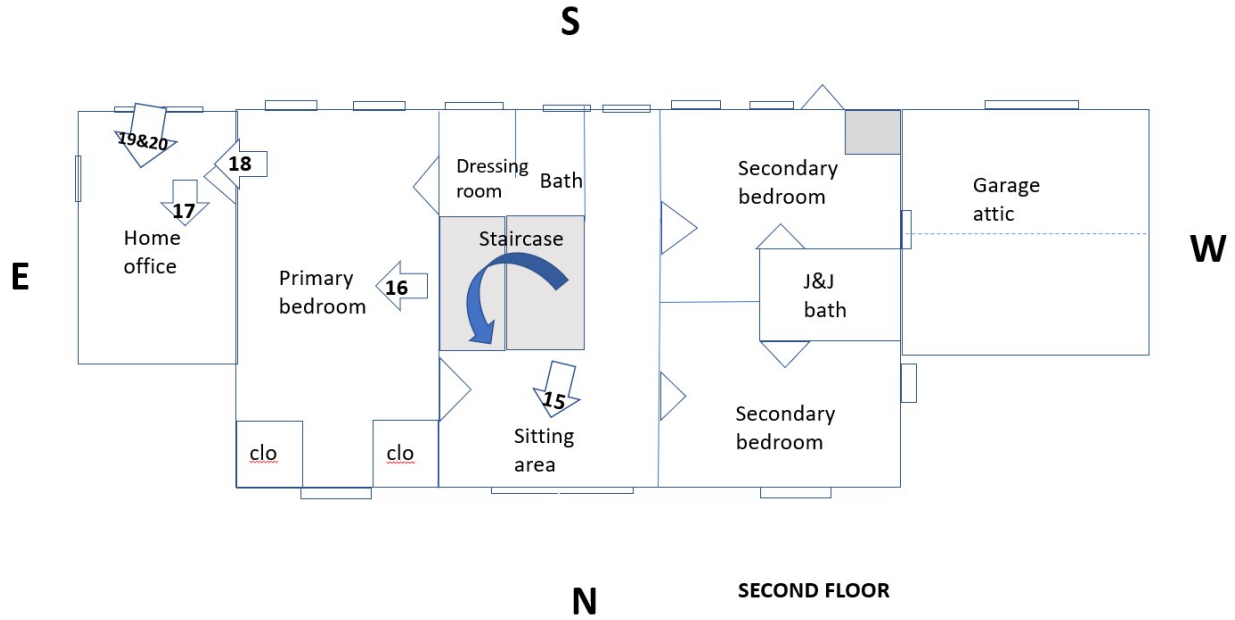 S
19&20
18
17
Home
office
E
Primary
bedroom
16
clo
clo
Dressing
room
Bath
Staircase
15
Sitting
area
Secondary
bedroom
J&J
bath
Secondary
bedroom
Garage
attic
W
N
SECOND FLOOR